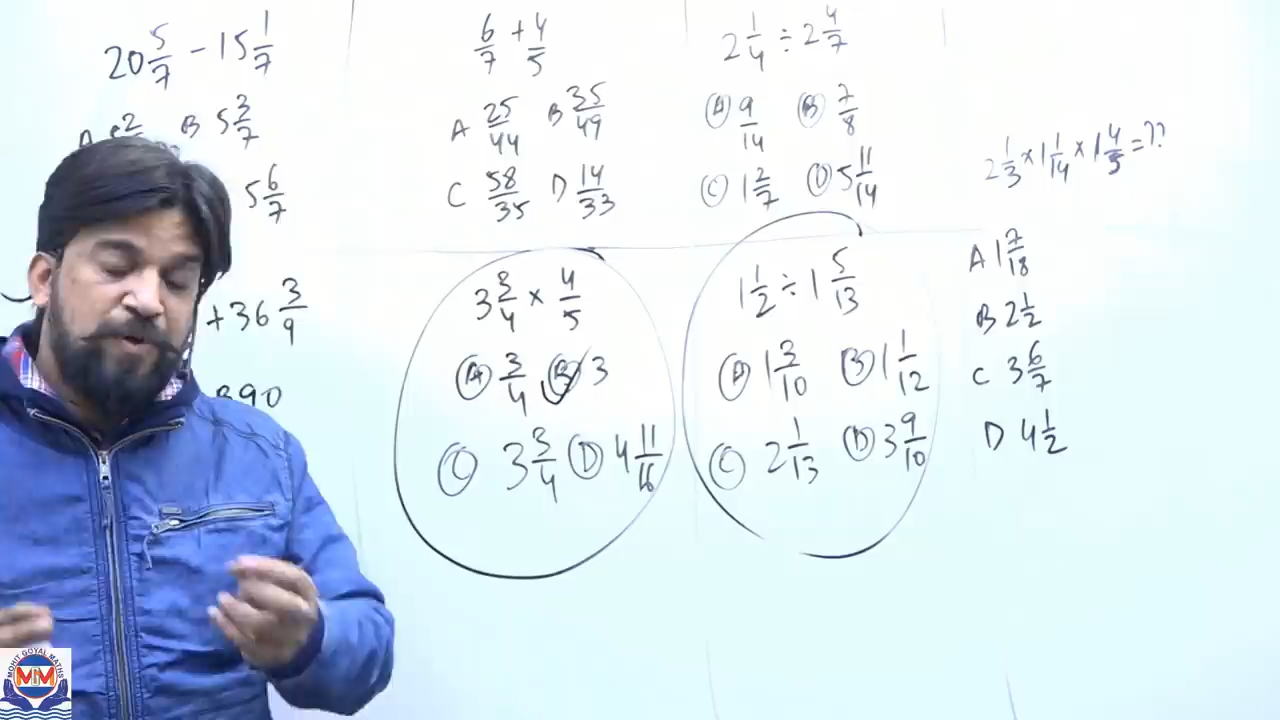 20 5/7 - 15 1/7
B 5 3/7
5 6/7
+ 36 3/9
B 90
6/7 + 4/5
A 25/44 B 35/49
C 58/35 D 14/33
2 1/4 ÷ 2 4/7
A 9/14 B 7/8
C 1 2/7 D 5 11/14
3 3/4 × 4/5
A 3/4 B 3
C 3 3/4 D 4 11/16
1 1/2 ÷ 1 5/13
A 1 3/10 B 1 1/12
C 2 1/13 D 3 9/10
2 1/3 × 1 1/14 × 1 4/5 = ??
A 1 7/18
B 2 1/2
C 3 6/7
D 4 1/2
MOHIT GOYAL MATHS